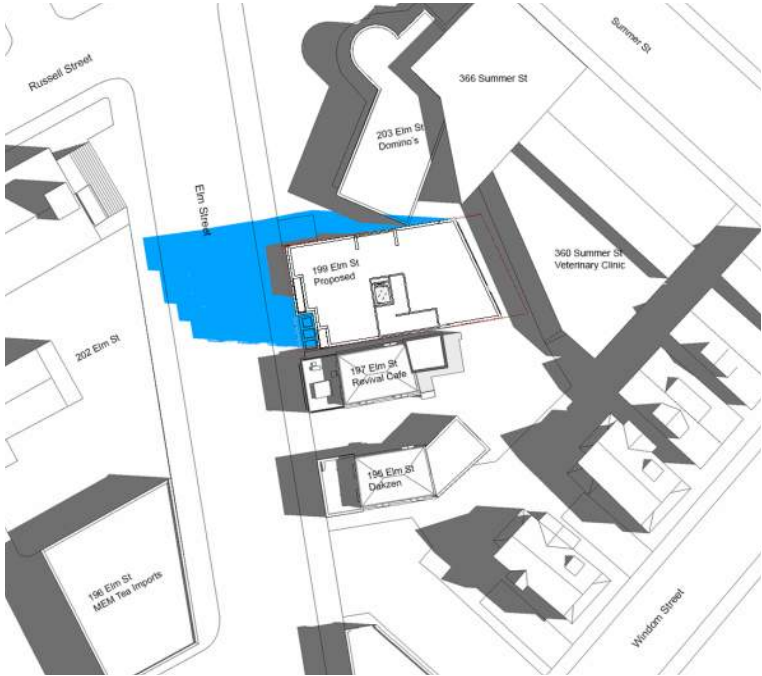 Summer St
366 Summer St
Russell Street
203 Elm St
Domino's
Elm Street
199 Elm St
Proposed
360 Summer St
Veterinary Clinic
202 Elm St
197 Elm St
Revival Cafe
195 Elm St
Dakzen
196 Elm St
MEM Tea Imports
Windom Street